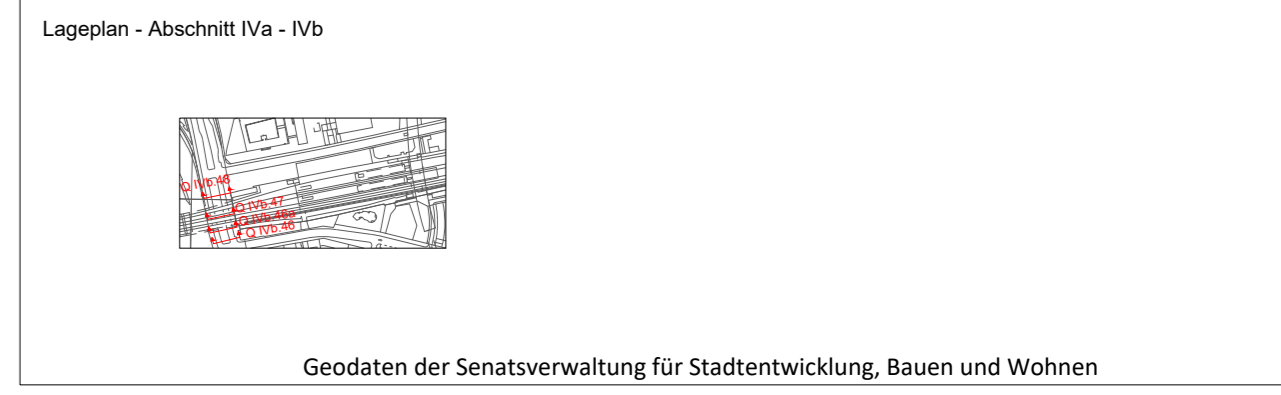 Lageplan - Abschnitt IVa - IVb
Q IVb.48
Q IVb.47
Q IVb.46a
Q IVb.46
Geodaten der Senatsverwaltung für Stadtentwicklung, Bauen und Wohnen